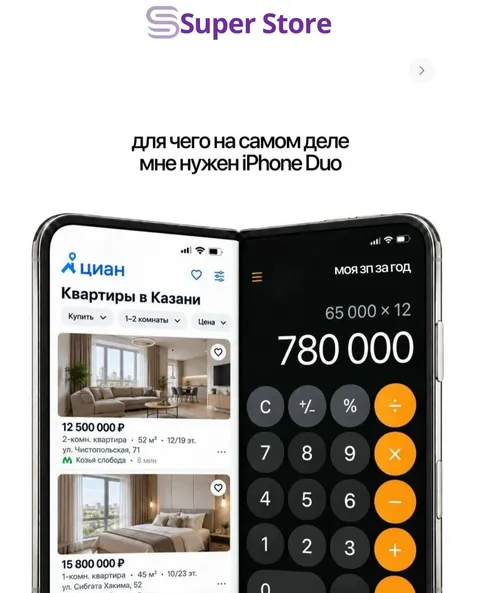 Super Store
для чего на самом деле
мне нужен iPhone Duo
циан
Квартиры в Казани
Купить
1–2 комнаты
Цена
12 500 000 ₽
2-комн. квартира • 52 м² • 12/19 эт.
ул. Чистопольская, 71
Козья слобода • 8 мин
15 800 000 ₽
1-комн. квартира • 45 м² • 10/23 эт.
ул. Сибгата Хакима, 52
моя зп за год
65 000 × 12
780 000
C +/− % ÷
7 8 9 ×
4 5 6 −
1 2 3 +
0